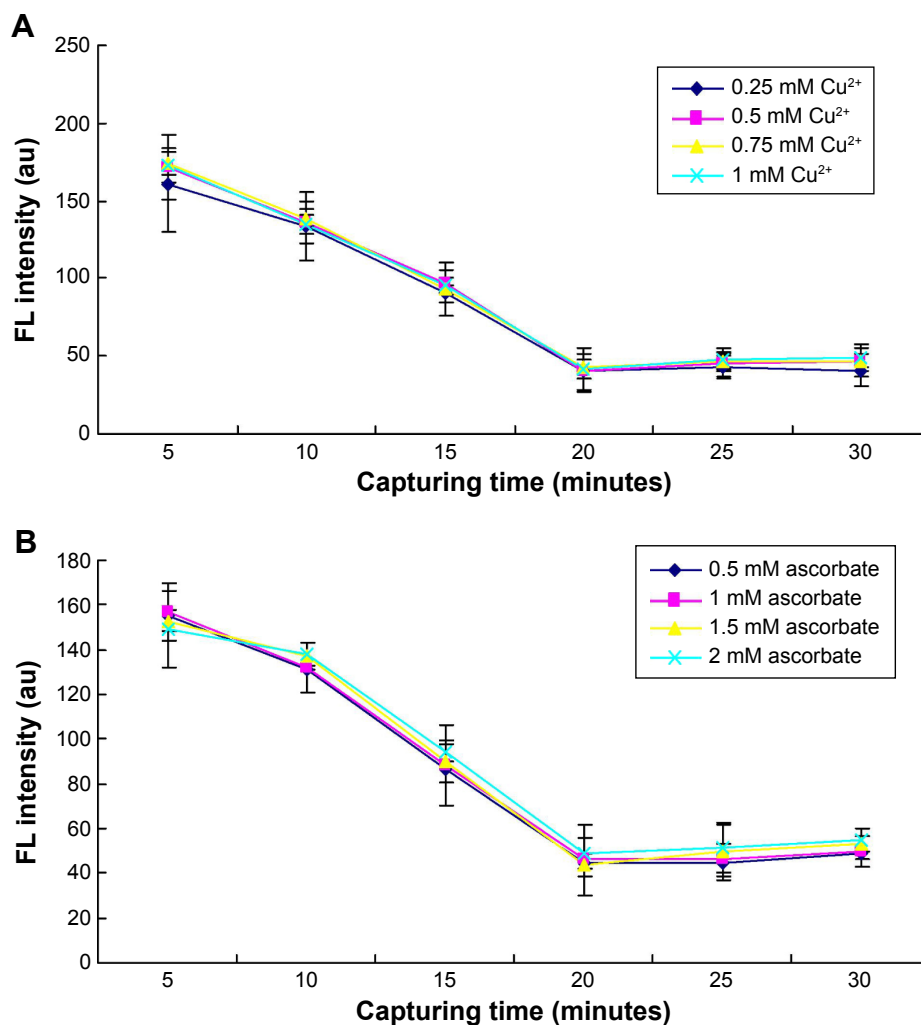 A
250
200
150
100
50
0
FL intensity (au)
0.25 mM Cu²⁺
0.5 mM Cu²⁺
0.75 mM Cu²⁺
1 mM Cu²⁺
5 10 15 20 25 30
Capturing time (minutes)
B
180
160
140
120
100
80
60
40
20
0
FL intensity (au)
0.5 mM ascorbate
1 mM ascorbate
1.5 mM ascorbate
2 mM ascorbate
5 10 15 20 25 30
Capturing time (minutes)